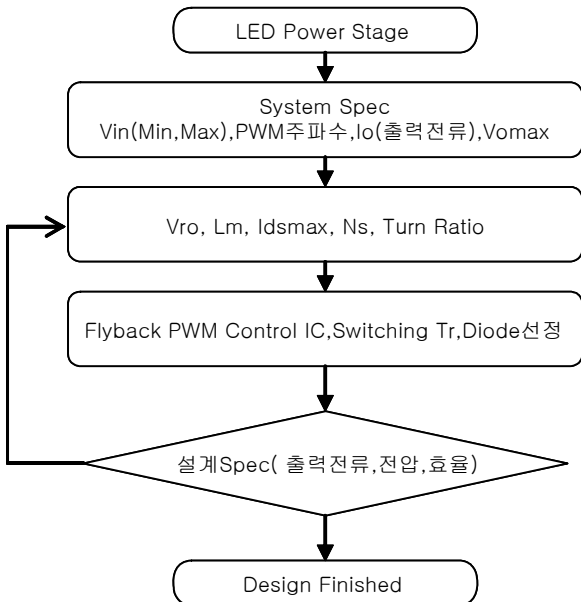 LED Power Stage
System Spec
Vin(Min,Max),PWM주파수,Io(출력전류),Vomax
Vro, Lm, Idsmax, Ns, Turn Ratio
Flyback PWM Control IC,Switching Tr,Diode선정
설계Spec( 출력전류,전압,효율)
Design Finished